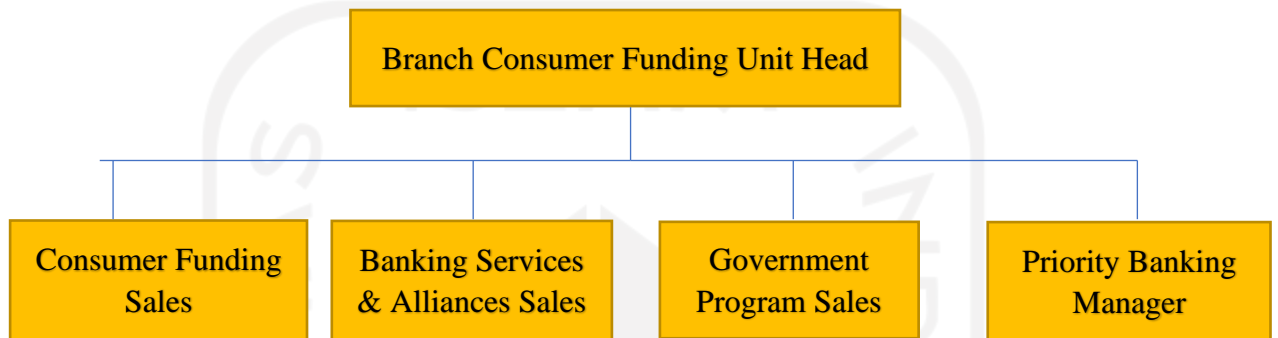 Branch Consumer Funding Unit Head
Consumer Funding
Sales
Banking Services
& Alliances Sales
Government
Program Sales
Priority Banking
Manager